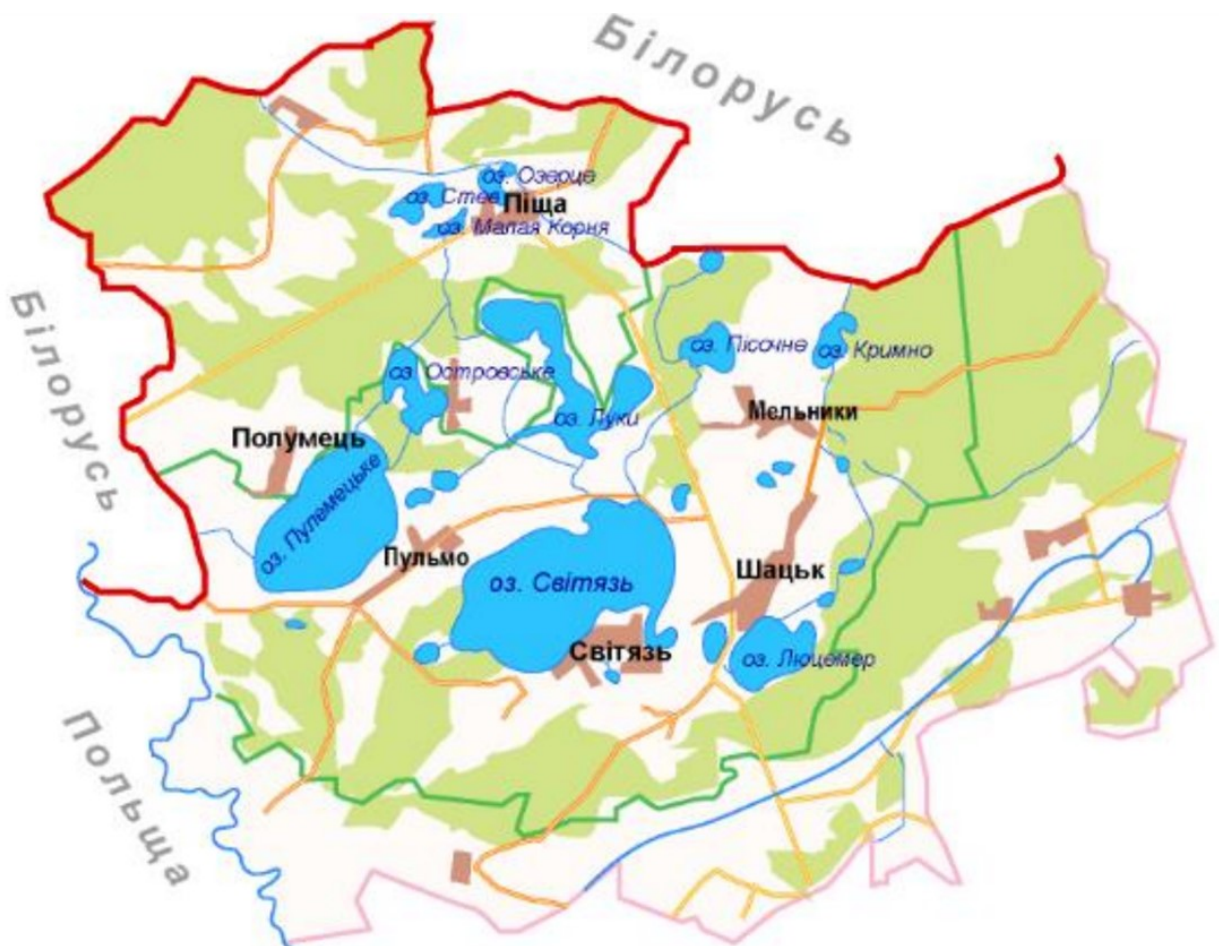 Білорусь
оз. Озерце
оз. Стее
Піща
оз. Малая Корня
Білорусь
оз. Пісочне
оз. Кримно
оз. Островське
оз. Луки
Мельники
Полумець
оз. Пулемецьке
Пульмо
оз. Світязь
Шацьк
Світязь
оз. Люцемер
Польща